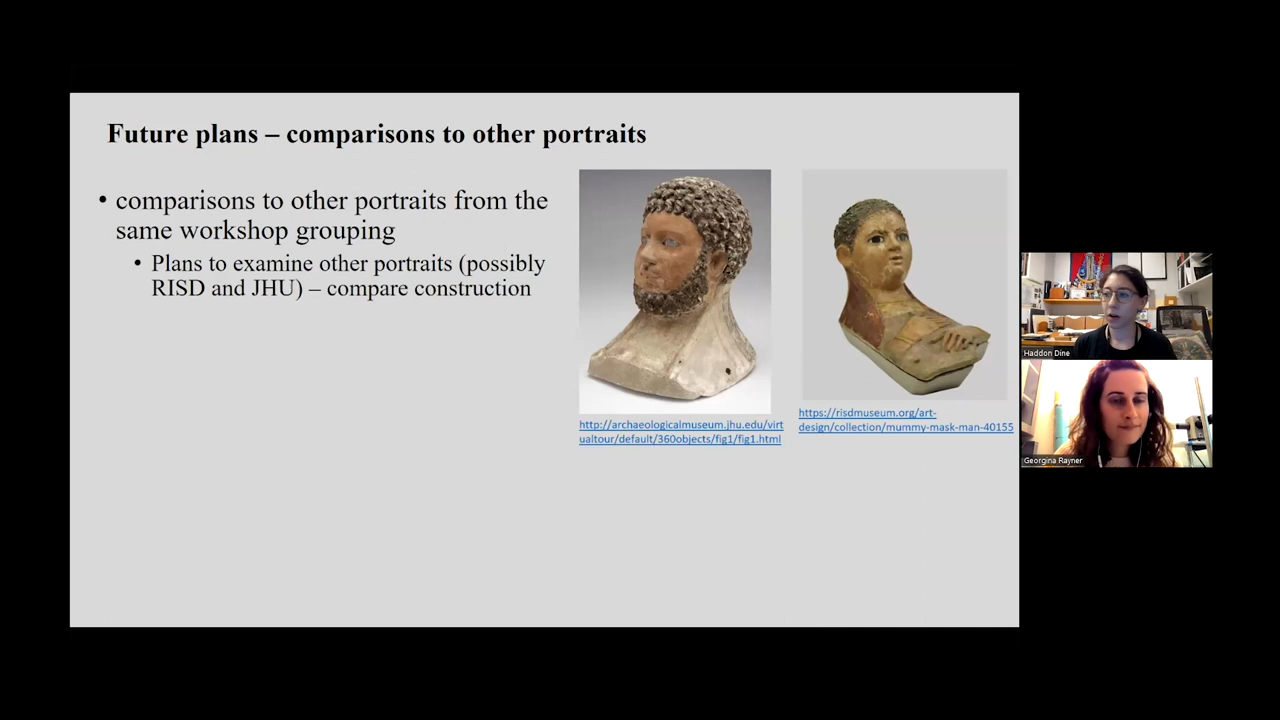 Future plans – comparisons to other portraits
• comparisons to other portraits from the
same workshop grouping
• Plans to examine other portraits (possibly
RISD and JHU) – compare construction
http://archaeologicalmuseum.jhu.edu/virt
ualtour/default/360objects/fig1/fig1.html
https://risdmuseum.org/art-
design/collection/mummy-mask-man-40155
Haddon Dine
Georgina Rayner